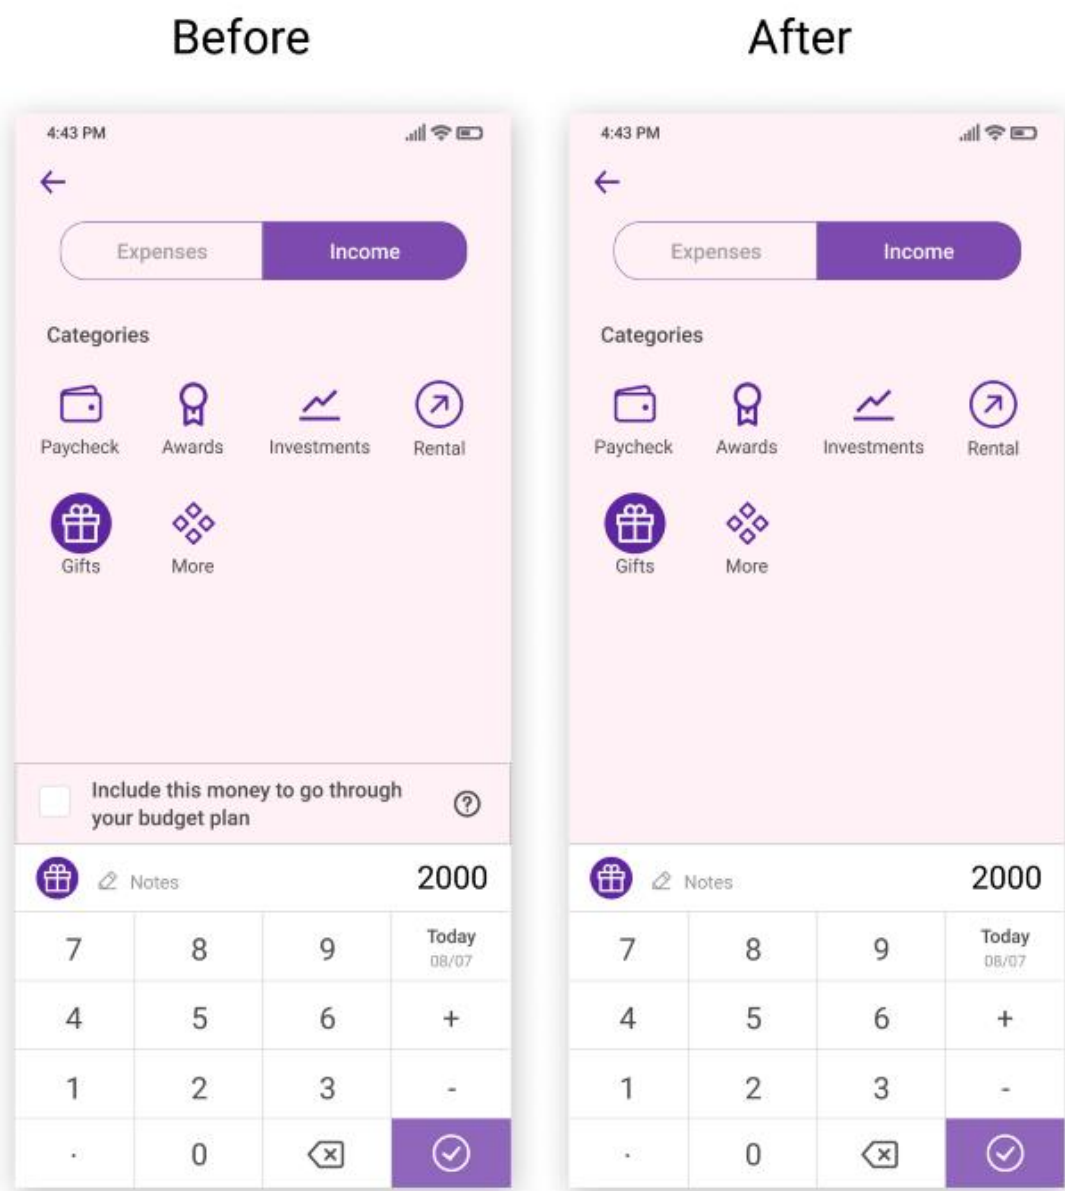 Before
4:43 PM
Expenses Income
Categories
Paycheck Awards Investments Rental
Gifts More
Include this money to go through
your budget plan
?
Notes 2000
7 8 9 Today
08/07
4 5 6 +
1 2 3 -
. 0
After
4:43 PM
Expenses Income
Categories
Paycheck Awards Investments Rental
Gifts More
Notes 2000
7 8 9 Today
08/07
4 5 6 +
1 2 3 -
. 0